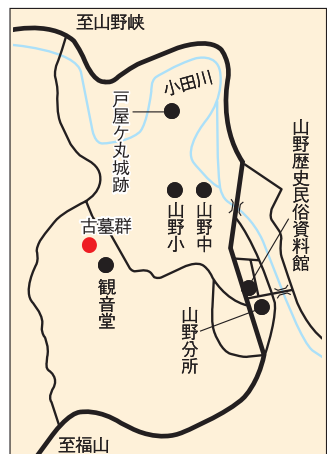 至山野峡
小田川
戸屋ケ丸城跡
山野歴史民俗資料館
山野小
山野中
古墓群
観音堂
山野分所
至福山